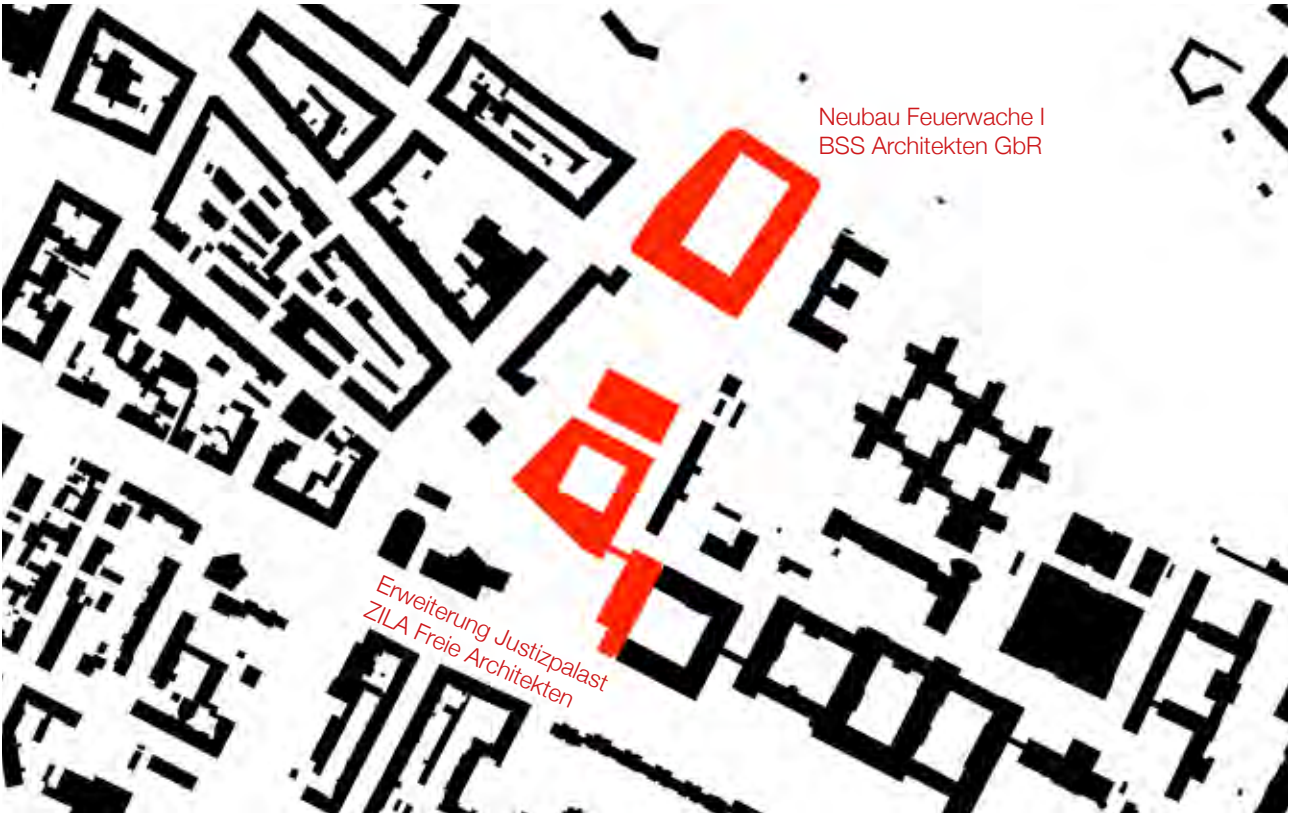 Neubau Feuerwache I
BSS Architekten GbR
Erweiterung Justizpalast
ZILA Freie Architekten